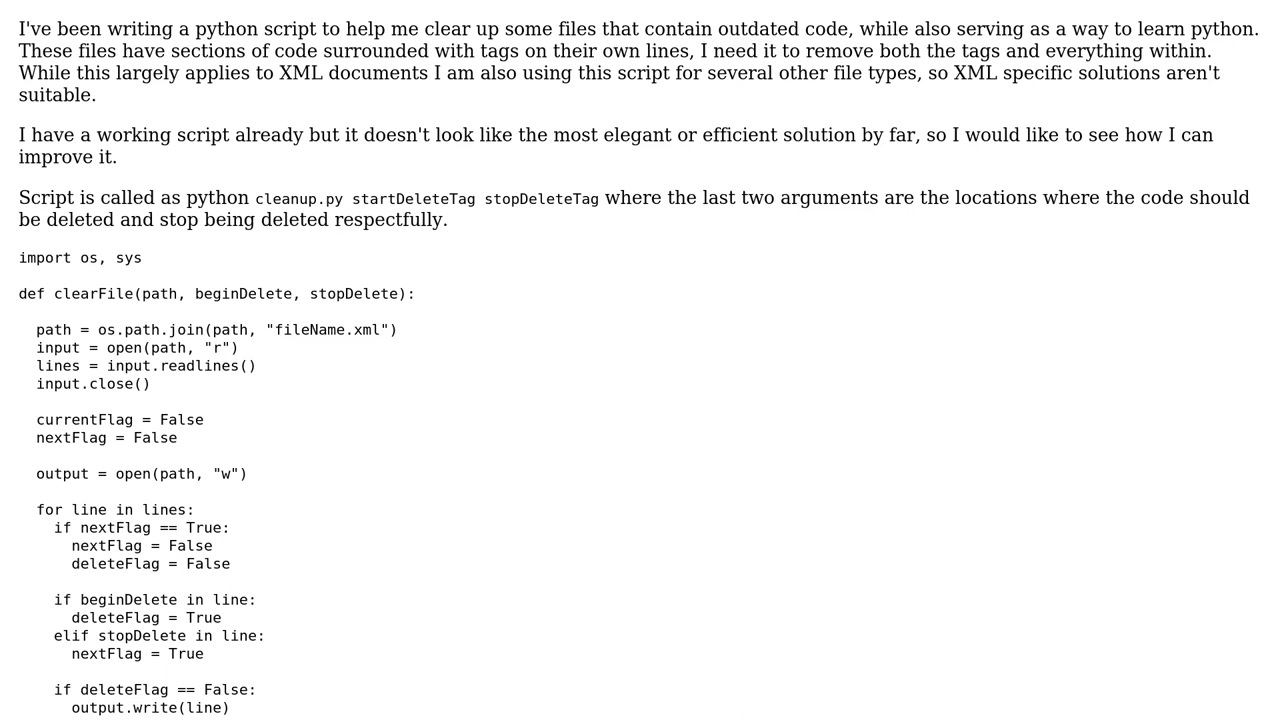 I've been writing a python script to help me clear up some files that contain outdated code, while also serving as a way to learn python.
These files have sections of code surrounded with tags on their own lines, I need it to remove both the tags and everything within.
While this largely applies to XML documents I am also using this script for several other file types, so XML specific solutions aren't
suitable.
I have a working script already but it doesn't look like the most elegant or efficient solution by far, so I would like to see how I can
improve it.
Script is called as python cleanup.py startDeleteTag stopDeleteTag where the last two arguments are the locations where the code should
be deleted and stop being deleted respectfully.
import os, sys
def clearFile(path, beginDelete, stopDelete):
  path = os.path.join(path, "fileName.xml")
  input = open(path, "r")
  lines = input.readlines()
  input.close()
  currentFlag = False
  nextFlag = False
  output = open(path, "w")
  for line in lines:
    if nextFlag == True:
      nextFlag = False
      deleteFlag = False
    if beginDelete in line:
      deleteFlag = True
    elif stopDelete in line:
      nextFlag = True
    if deleteFlag == False:
      output.write(line)